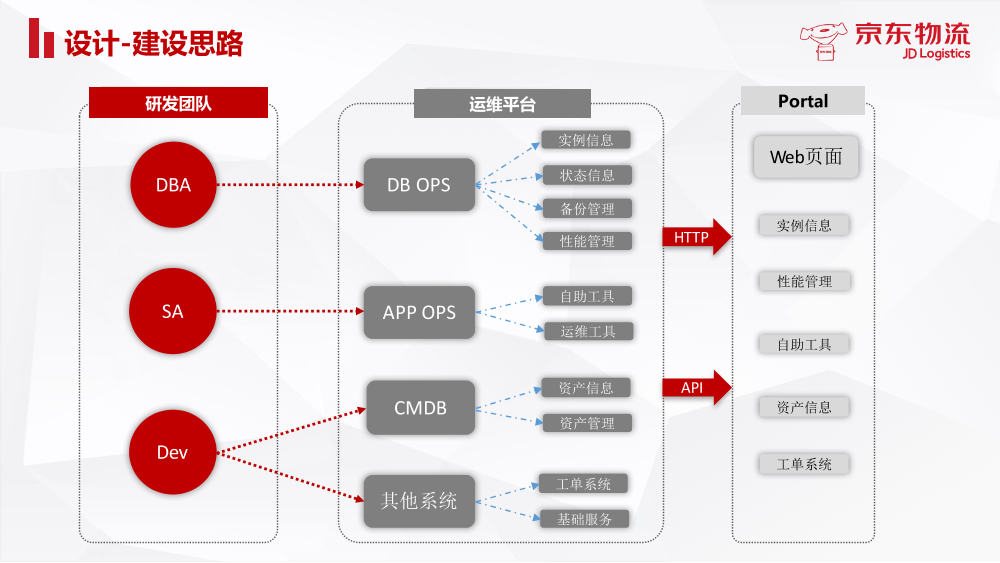 设计-建设思路
京东物流
JD Logistics
研发团队
DBA
SA
Dev
运维平台
DB OPS
实例信息
状态信息
备份管理
性能管理
APP OPS
自助工具
运维工具
CMDB
资产信息
资产管理
其他系统
工单系统
基础服务
HTTP
API
Portal
Web页面
实例信息
性能管理
自助工具
资产信息
工单系统